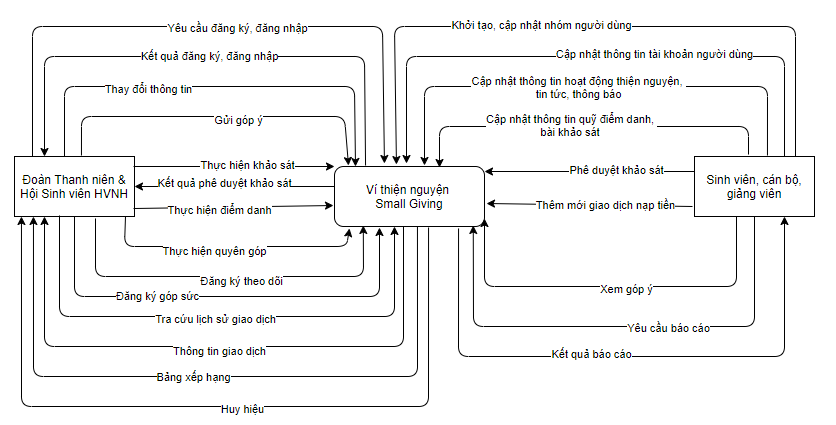 Khởi tạo, cập nhật nhóm người dùng
Yêu cầu đăng ký, đăng nhập
Kết quả đăng ký, đăng nhập
Cập nhật thông tin tài khoản người dùng
Thay đổi thông tin
Cập nhật thông tin hoạt động thiện nguyện,
tin tức, thông báo
Gửi góp ý
Cập nhật thông tin quỹ điểm danh,
bài khảo sát
Thực hiện khảo sát
Phê duyệt khảo sát
Đoàn Thanh niên &
Hội Sinh viên HVNH
Kết quả phê duyệt khảo sát
Ví thiện nguyện
Small Giving
Sinh viên, cán bộ,
giảng viên
Thực hiện điểm danh
Thêm mới giao dịch nạp tiền
Thực hiện quyên góp
Đăng ký theo dõi
Xem góp ý
Đăng ký góp sức
Tra cứu lịch sử giao dịch
Yêu cầu báo cáo
Thông tin giao dịch
Kết quả báo cáo
Bảng xếp hạng
Huy hiệu